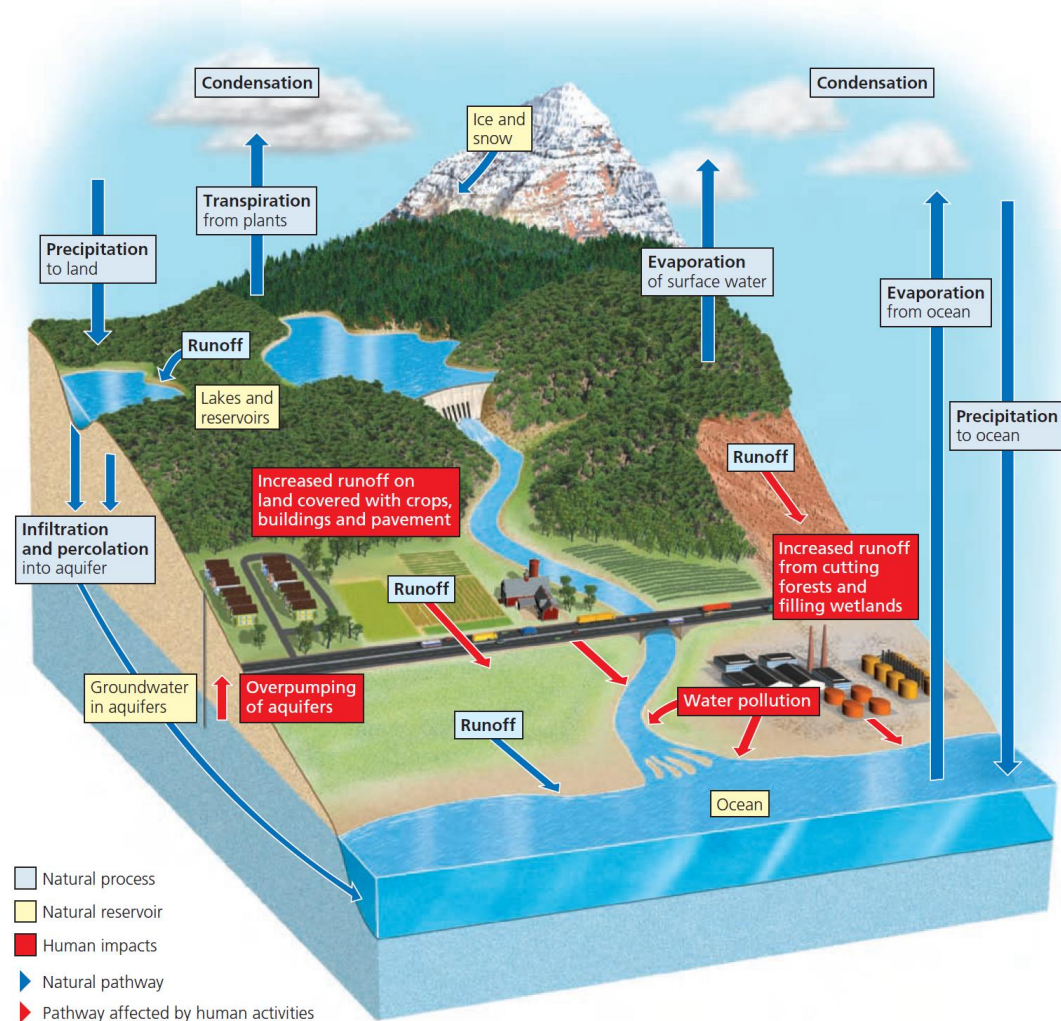 Condensation
Condensation
Ice and
snow
Transpiration
from plants
Precipitation
to land
Evaporation
of surface water
Evaporation
from ocean
Runoff
Lakes and
reservoirs
Precipitation
to ocean
Runoff
Increased runoff on
land covered with crops,
buildings and pavement
Infiltration
and percolation
into aquifer
Increased runoff
from cutting
forests and
filling wetlands
Runoff
Groundwater
in aquifers
Overpumping
of aquifers
Water pollution
Runoff
Ocean
Natural process
Natural reservoir
Human impacts
Natural pathway
Pathway affected by human activities